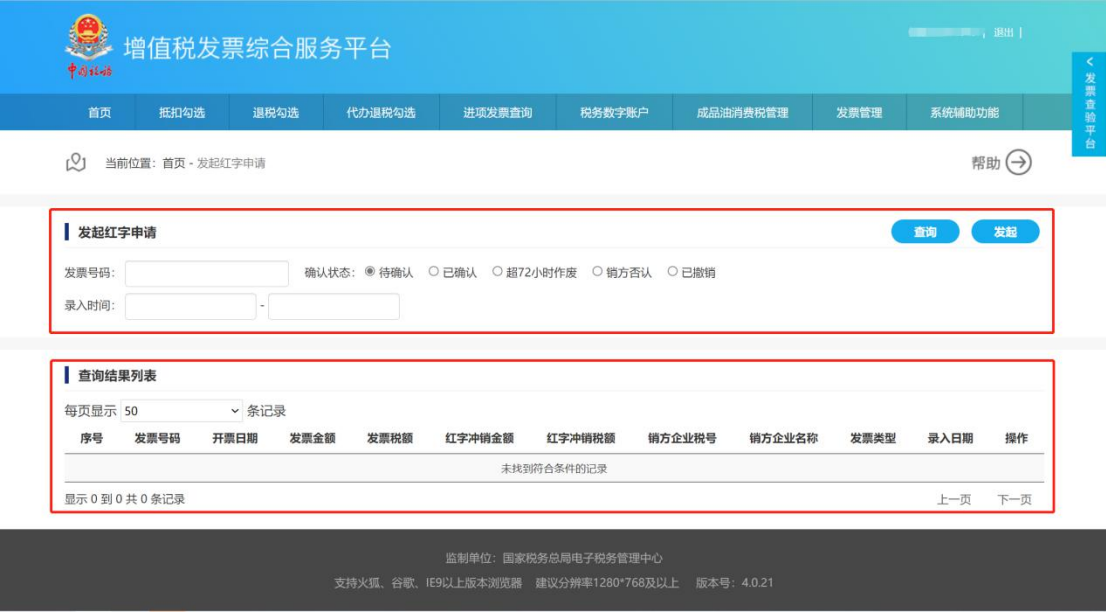 增值税发票综合服务平台
退出 |
中国税务
< 发票查验平台
首页 抵扣勾选 退税勾选 代办退税勾选 进项发票查询 税务数字账户 成品油消费税管理 发票管理 系统辅助功能
当前位置：首页 - 发起红字申请
帮助
发起红字申请
查询 发起
发票号码： 确认状态： 待确认 已确认 超72小时作废 销方否认 已撤销
录入时间： -
查询结果列表
每页显示 50 条记录
序号 发票号码 开票日期 发票金额 发票税额 红字冲销金额 红字冲销税额 销方企业税号 销方企业名称 发票类型 录入日期 操作
未找到符合条件的记录
显示 0 到 0 共 0 条记录
上一页 下一页
监制单位：国家税务总局电子税务管理中心
支持火狐、谷歌、IE9以上版本浏览器 建议分辨率1280*768及以上 版本号：4.0.21